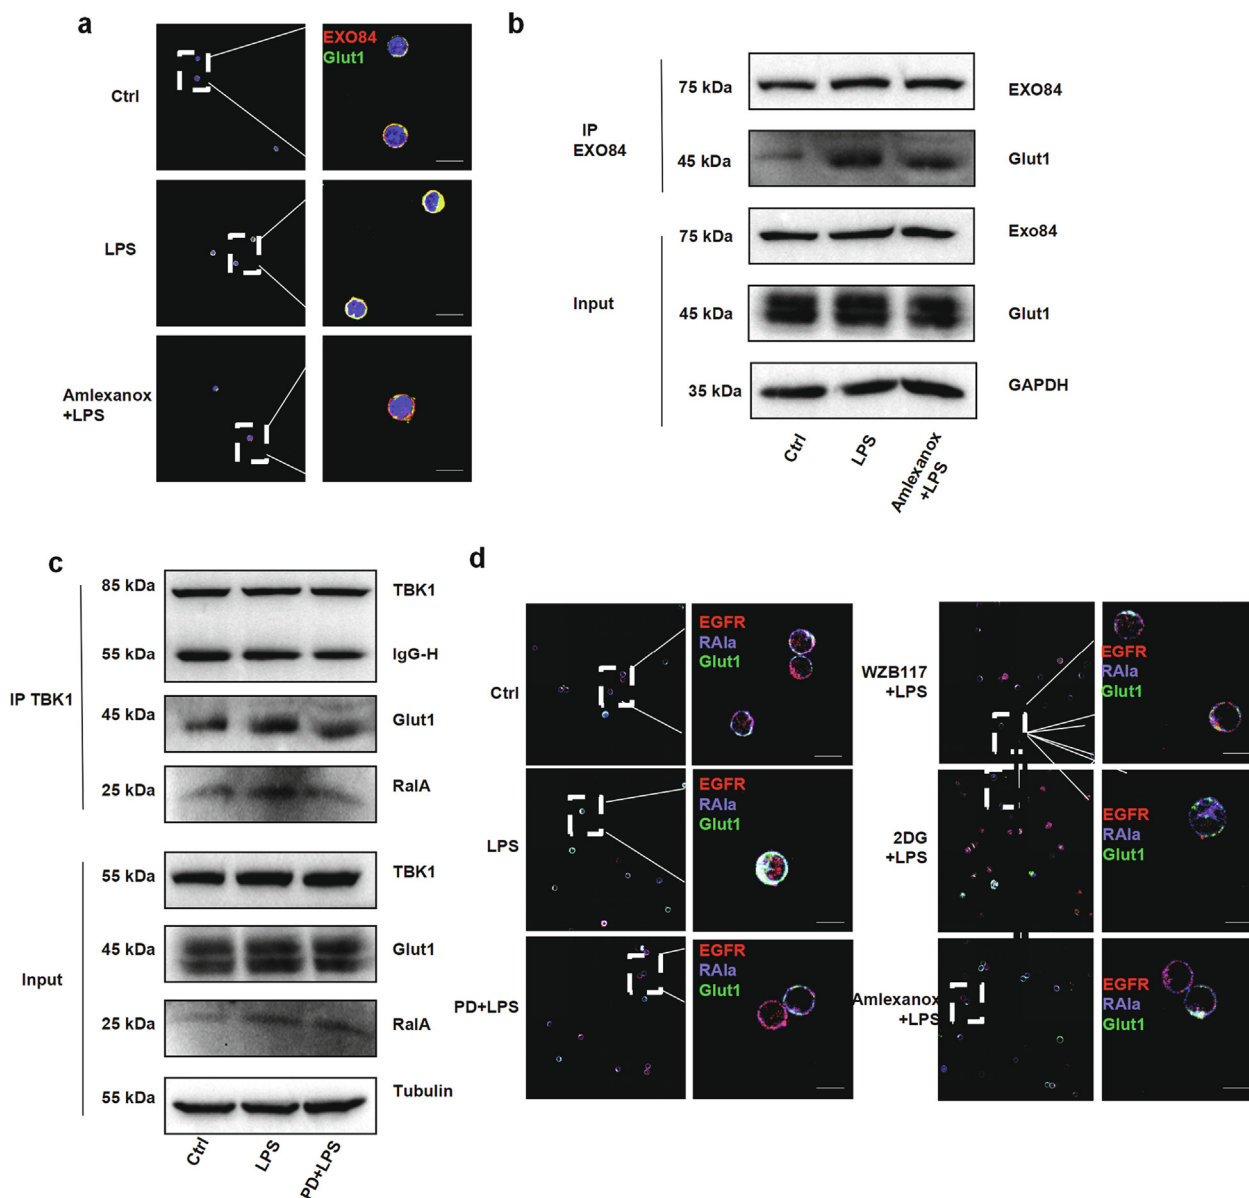 a
EXO84
Glut1
Ctrl
LPS
Amlexanox
+LPS
b
75 kDa
EXO84
IP
EXO84
45 kDa
Glut1
75 kDa
Exo84
Input
45 kDa
Glut1
35 kDa
GAPDH
Ctrl
LPS
Amlexanox
+LPS
c
85 kDa
TBK1
55 kDa
IgG-H
IP TBK1
45 kDa
Glut1
25 kDa
RalA
55 kDa
TBK1
45 kDa
Glut1
Input
25 kDa
RalA
55 kDa
Tubulin
Ctrl
LPS
PD+LPS
d
EGFR
RAla
Glut1
Ctrl
EGFR
RAla
Glut1
LPS
EGFR
RAla
Glut1
PD+LPS
WZB117
+LPS
EGFR
RAla
Glut1
2DG
+LPS
EGFR
RAla
Glut1
Amlexanox
+LPS
EGFR
RAla
Glut1